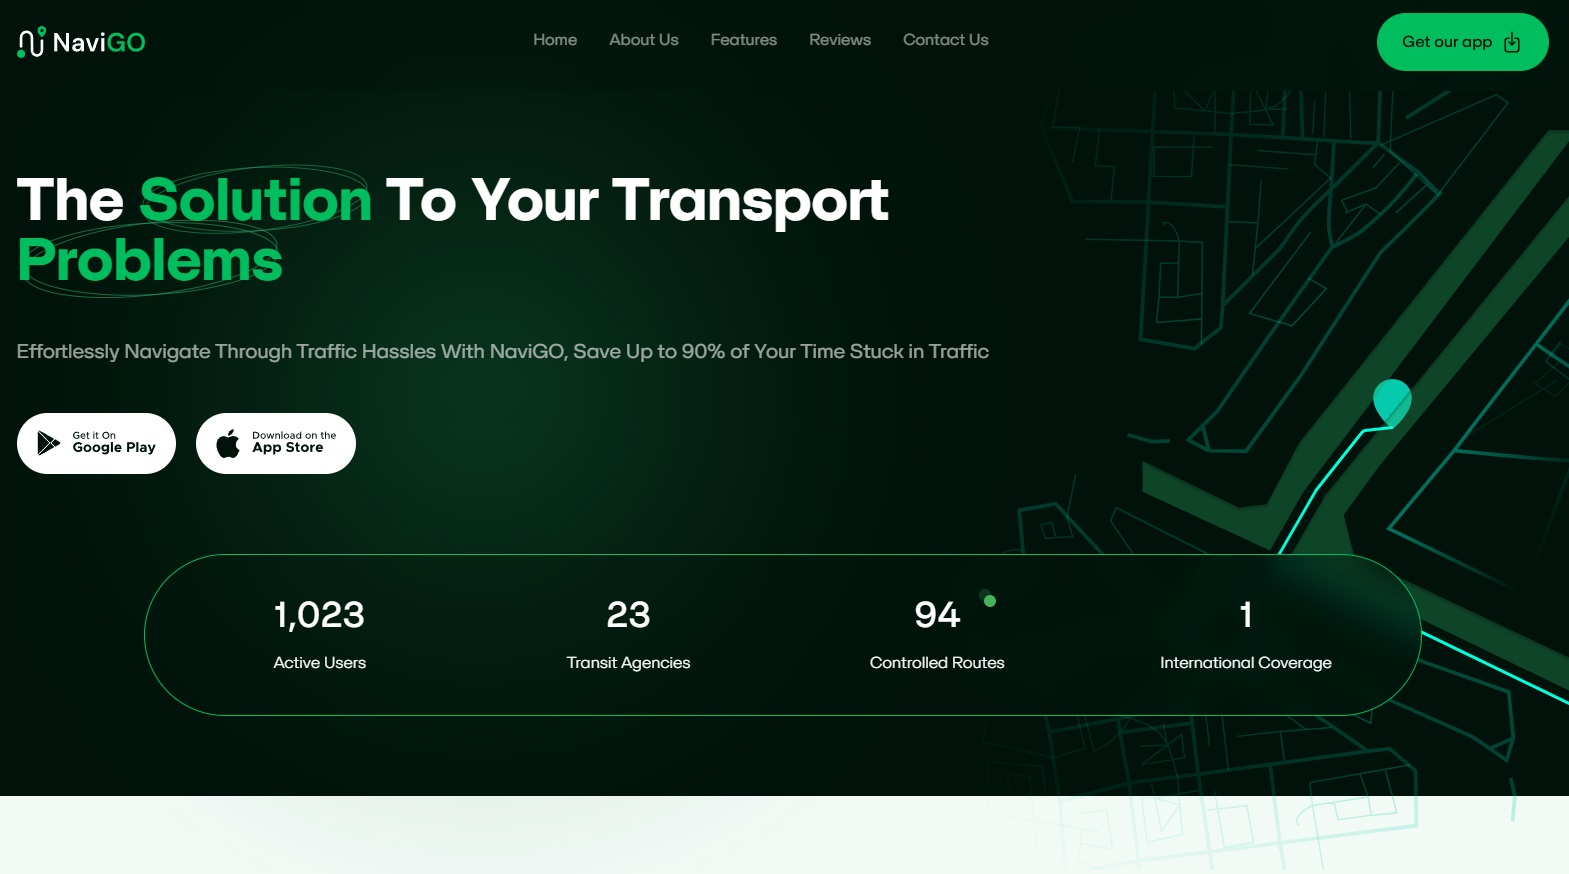 NaviGO
Home About Us Features Reviews Contact Us
Get our app
The Solution To Your Transport
Problems
Effortlessly Navigate Through Traffic Hassles With NaviGO, Save Up to 90% of Your Time Stuck in Traffic
Get it On
Google Play
Download on the
App Store
1,023
Active Users
23
Transit Agencies
94
Controlled Routes
1
International Coverage